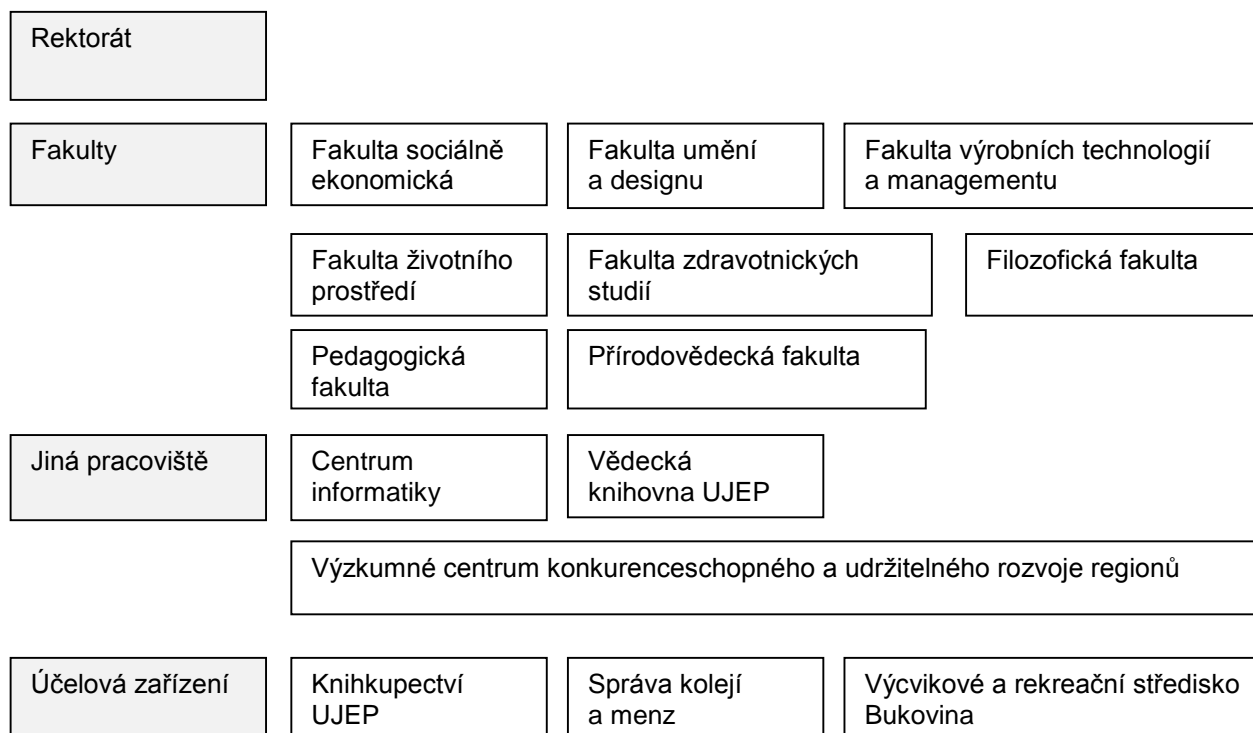 Rektorát
Fakulty
Fakulta sociálně
ekonomická
Fakulta umění
a designu
Fakulta výrobních technologií
a managementu
Fakulta životního
prostředí
Fakulta zdravotnických
studií
Filozofická fakulta
Pedagogická
fakulta
Přírodovědecká fakulta
Jiná pracoviště
Centrum
informatiky
Vědecká
knihovna UJEP
Výzkumné centrum konkurenceschopného a udržitelného rozvoje regionů
Účelová zařízení
Knihkupectví
UJEP
Správa kolejí
a menz
Výcvikové a rekreační středisko
Bukovina